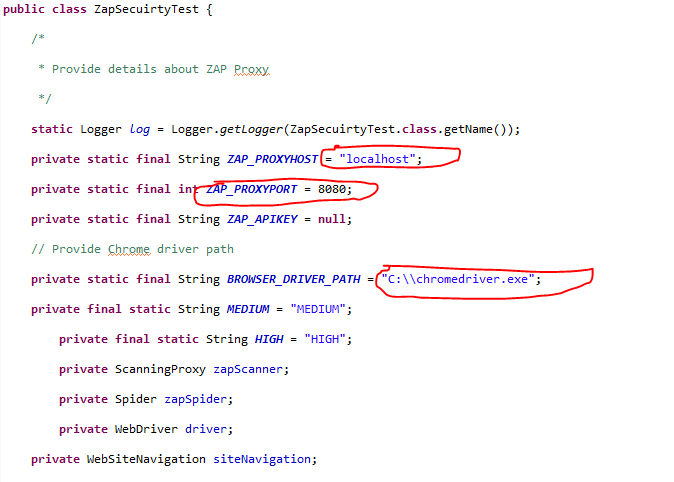 public class ZapSecuirtyTest {
/*
* Provide details about ZAP Proxy
*/
static Logger log = Logger.getLogger(ZapSecuirtyTest.class.getName());
private static final String ZAP_PROXYHOST = "localhost";
private static final int ZAP_PROXYPORT = 8080;
private static final String ZAP_APIKEY = null;
// Provide Chrome driver path
private static final String BROWSER_DRIVER_PATH = "C:\\chromedriver.exe";
private final static String MEDIUM = "MEDIUM";
private final static String HIGH = "HIGH";
private ScanningProxy zapScanner;
private Spider zapSpider;
private WebDriver driver;
private WebSiteNavigation siteNavigation;